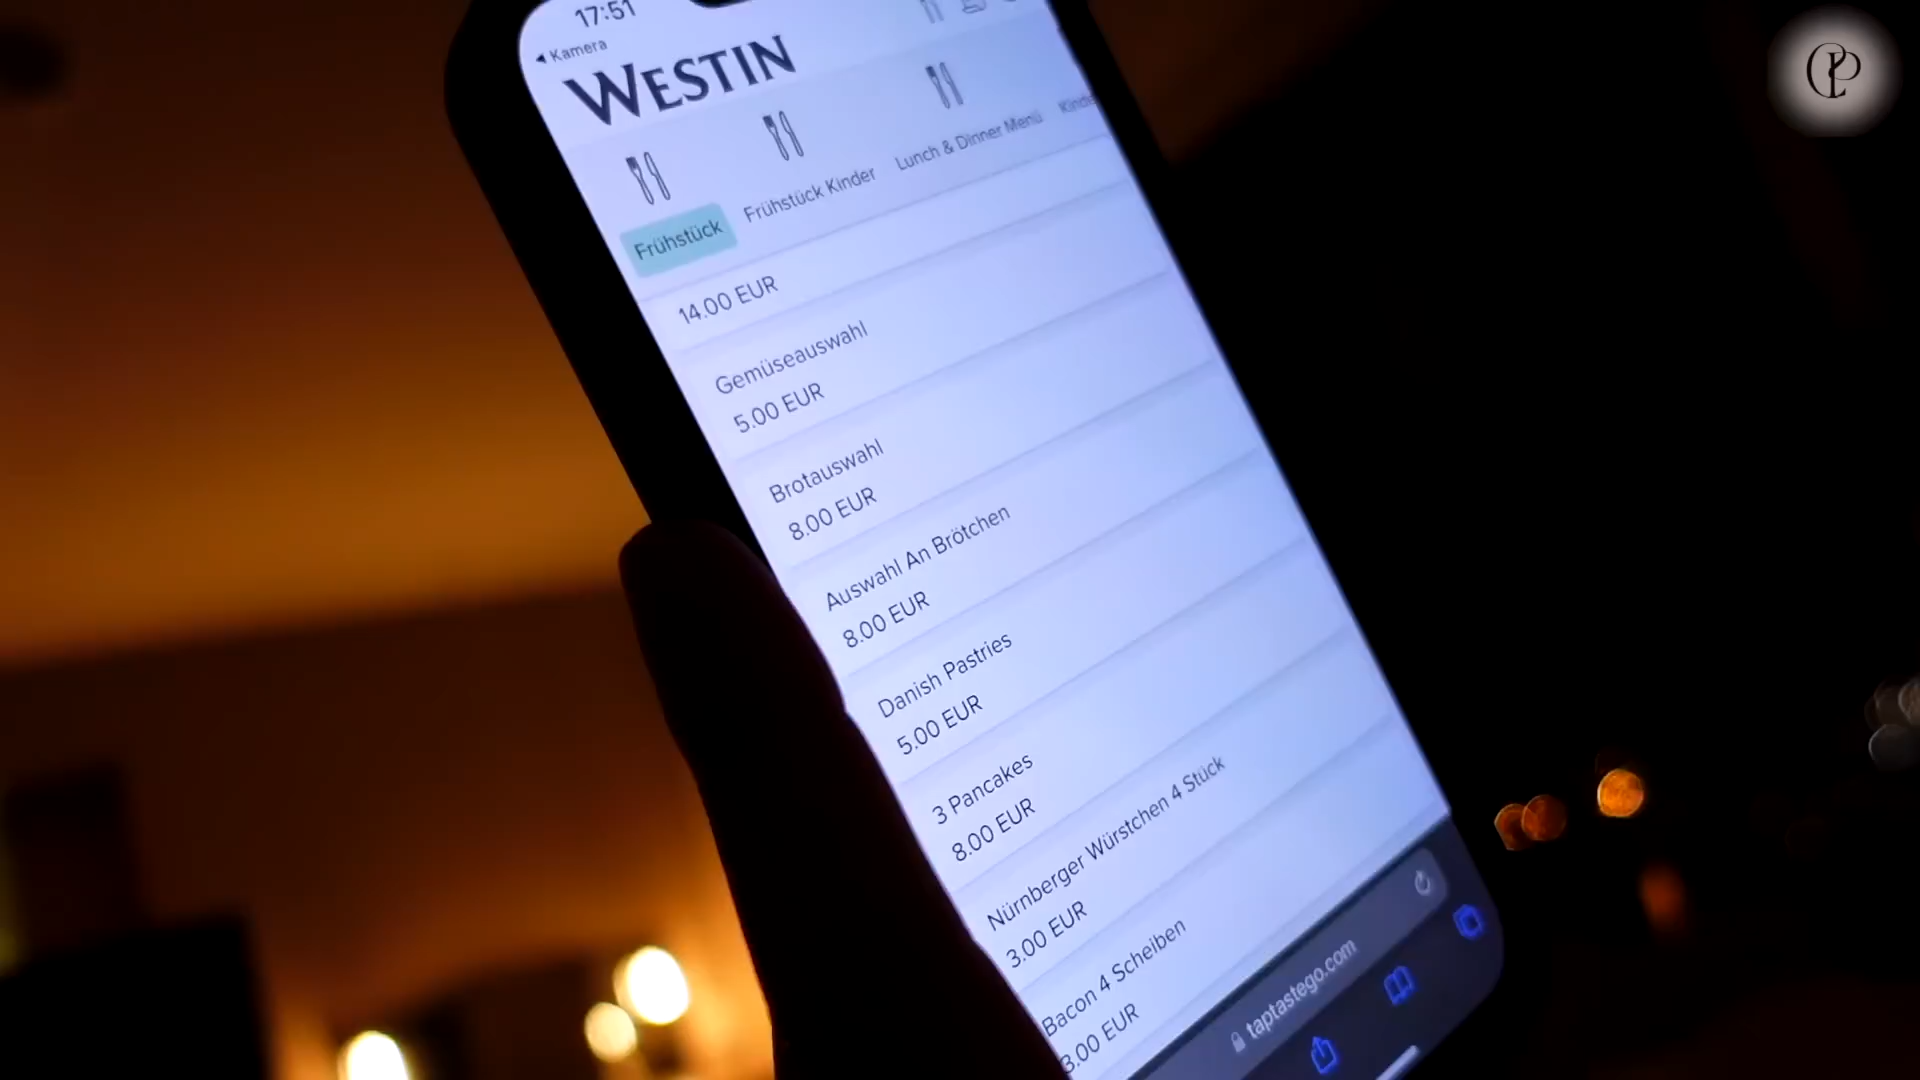 17:51
◀ Kamera
WESTIN
Frühstück
Frühstück Kinder
Lunch & Dinner Menü
14.00 EUR
Gemüseauswahl
5.00 EUR
Brotauswahl
8.00 EUR
Auswahl An Brötchen
8.00 EUR
Danish Pastries
5.00 EUR
3 Pancakes
8.00 EUR
Nürnberger Würstchen 4 Stück
3.00 EUR
Bacon 4 Scheiben
3.00 EUR
taptastego.com